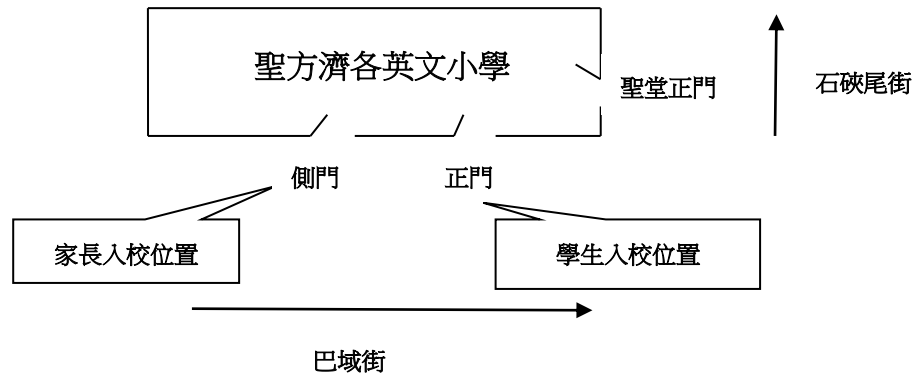 聖方濟各英文小學
聖堂正門
石硤尾街
側門
正門
家長入校位置
學生入校位置
巴域街